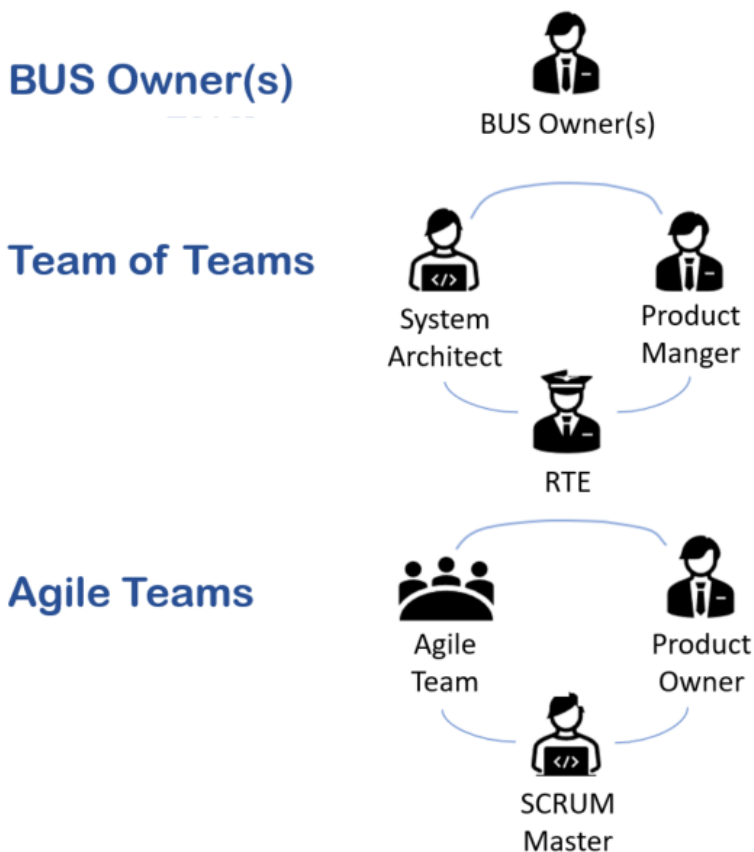 BUS Owner(s)
BUS Owner(s)
Team of Teams
</>
System
Architect
Product
Manger
RTE
Agile Teams
Agile
Team
Product
Owner
</>
SCRUM
Master